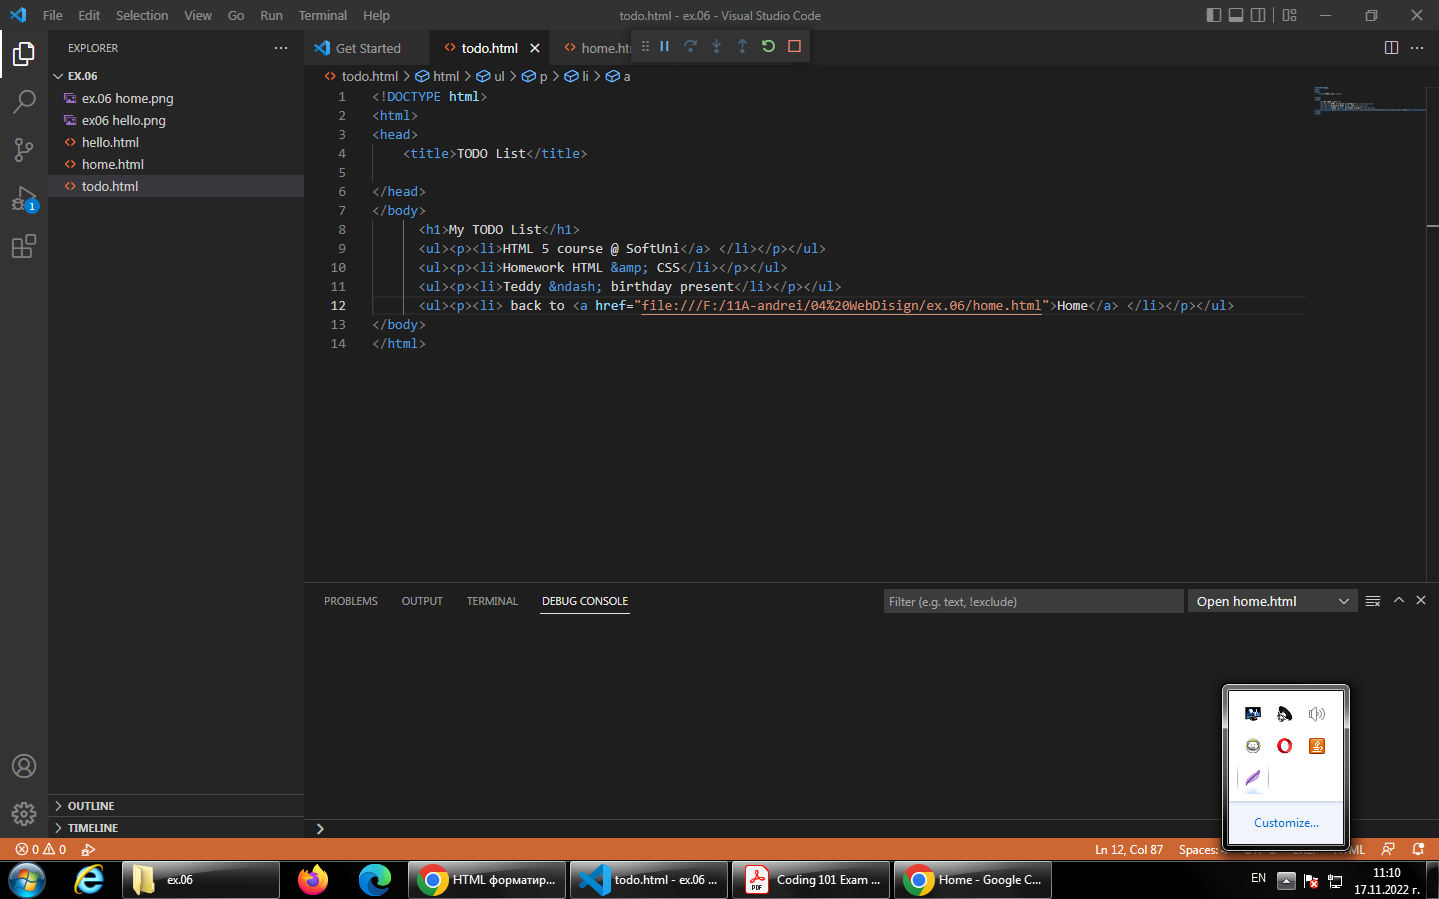 File Edit Selection View Go Run Terminal Help
todo.html - ex.06 - Visual Studio Code
EXPLORER
EX.06
ex.06 home.png
ex06 hello.png
hello.html
home.html
todo.html
1
OUTLINE
TIMELINE
Get Started
todo.html
todo.html > html > ul > p > li > a
1 <!DOCTYPE html>
2 <html>
3 <head>
4 <title>TODO List</title>
5
6 </head>
7 </body>
8 <h1>My TODO List</h1>
9 <ul><p><li>HTML 5 course @ SoftUni</a> </li></p></ul>
10 <ul><p><li>Homework HTML &amp; CSS</li></p></ul>
11 <ul><p><li>Teddy &ndash; birthday present</li></p></ul>
12 <ul><p><li> back to <a href="file:///F:/11A-andrei/04%20WebDisign/ex.06/home.html">Home</a> </li></p></ul>
13 </body>
14 </html>
PROBLEMS OUTPUT TERMINAL DEBUG CONSOLE
Filter (e.g. text, !exclude)
Open home.html
Customize...
0 0
Ln 12, Col 87
Spaces:
ex.06
HTML форматир...
todo.html - ex.06 ...
PDF
Coding 101 Exam ...
Home - Google C...
EN
11:10
17.11.2022 г.